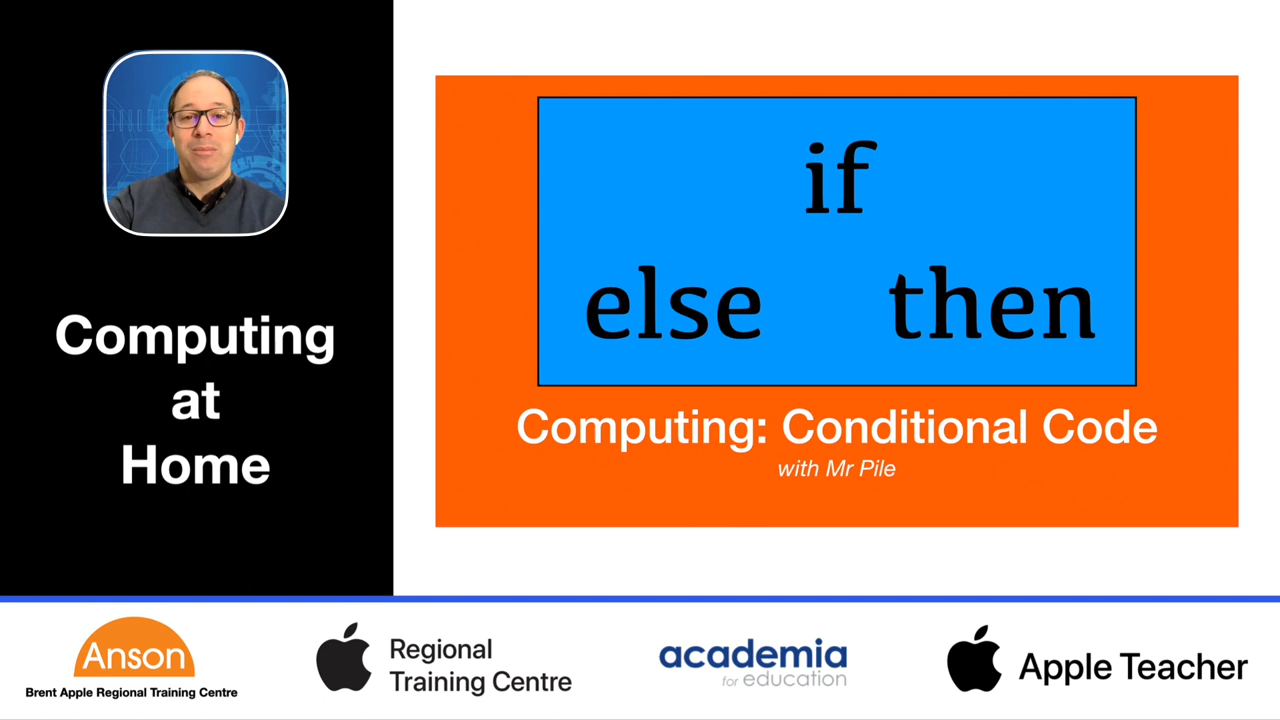 Computing
at
Home
if
else then
Computing: Conditional Code
with Mr Pile
Anson
Brent Apple Regional Training Centre
Regional
Training Centre
academia
for education
Apple Teacher